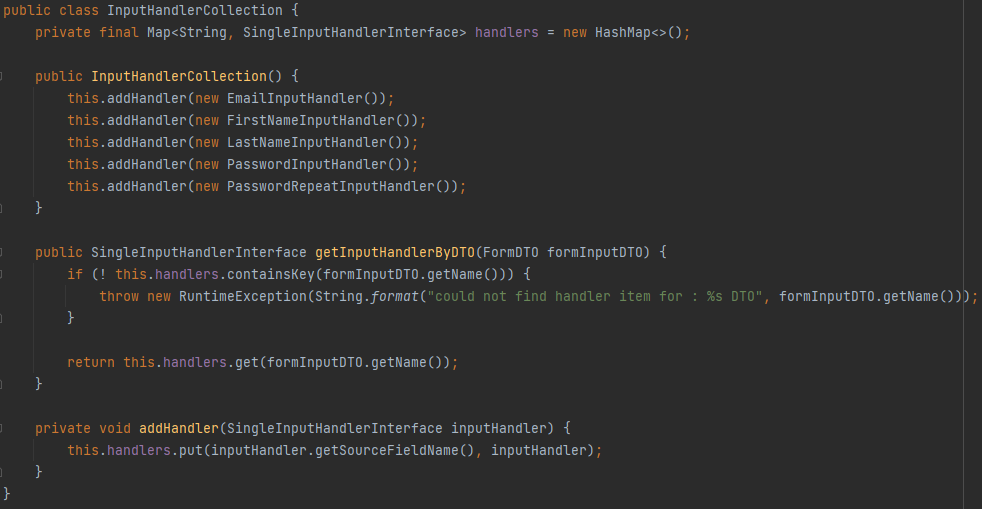 public class InputHandlerCollection {
    private final Map<String, SingleInputHandlerInterface> handlers = new HashMap<>();

    public InputHandlerCollection() {
        this.addHandler(new EmailInputHandler());
        this.addHandler(new FirstNameInputHandler());
        this.addHandler(new LastNameInputHandler());
        this.addHandler(new PasswordInputHandler());
        this.addHandler(new PasswordRepeatInputHandler());
    }

    public SingleInputHandlerInterface getInputHandlerByDTO(FormDTO formInputDTO) {
        if (! this.handlers.containsKey(formInputDTO.getName())) {
            throw new RuntimeException(String.format("could not find handler item for : %s DTO", formInputDTO.getName()));
        }

        return this.handlers.get(formInputDTO.getName());
    }

    private void addHandler(SingleInputHandlerInterface inputHandler) {
        this.handlers.put(inputHandler.getSourceFieldName(), inputHandler);
    }
}